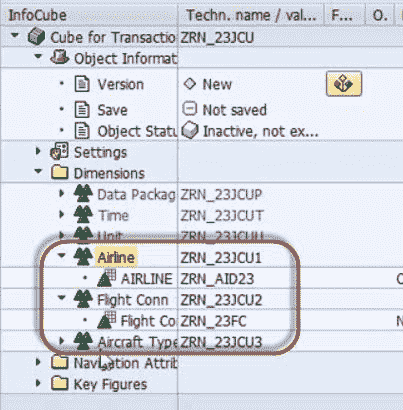 InfoCube Techn. name / val... F... O.
Cube for Transactio ZRN_23JCU
Object Informat
Version New
Save Not saved
Object Statu Inactive, not ex...
Settings
Dimensions
Data Packag ZRN_23JCUP
Time ZRN_23JCUT
Unit ZRN_23JCUU
Airline ZRN_23JCU1
AIRLINE ZRN_AID23
Flight Conn ZRN_23JCU2
Flight Co ZRN_23FC
Aircraft Type ZRN_23JCU3
Navigation Attrib
Key Figures